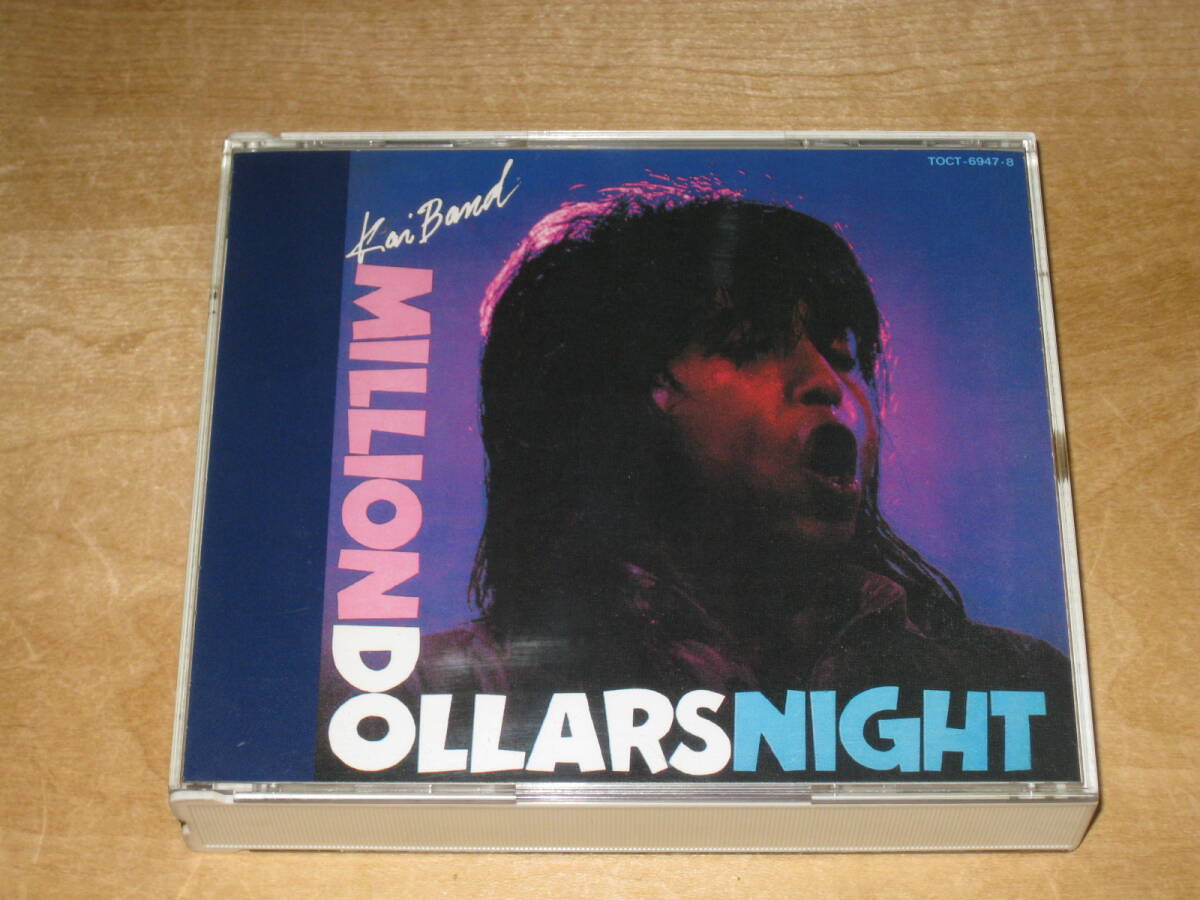 TOCT-6947·8
Kai Band
MILLION
DOLLARS NIGHT